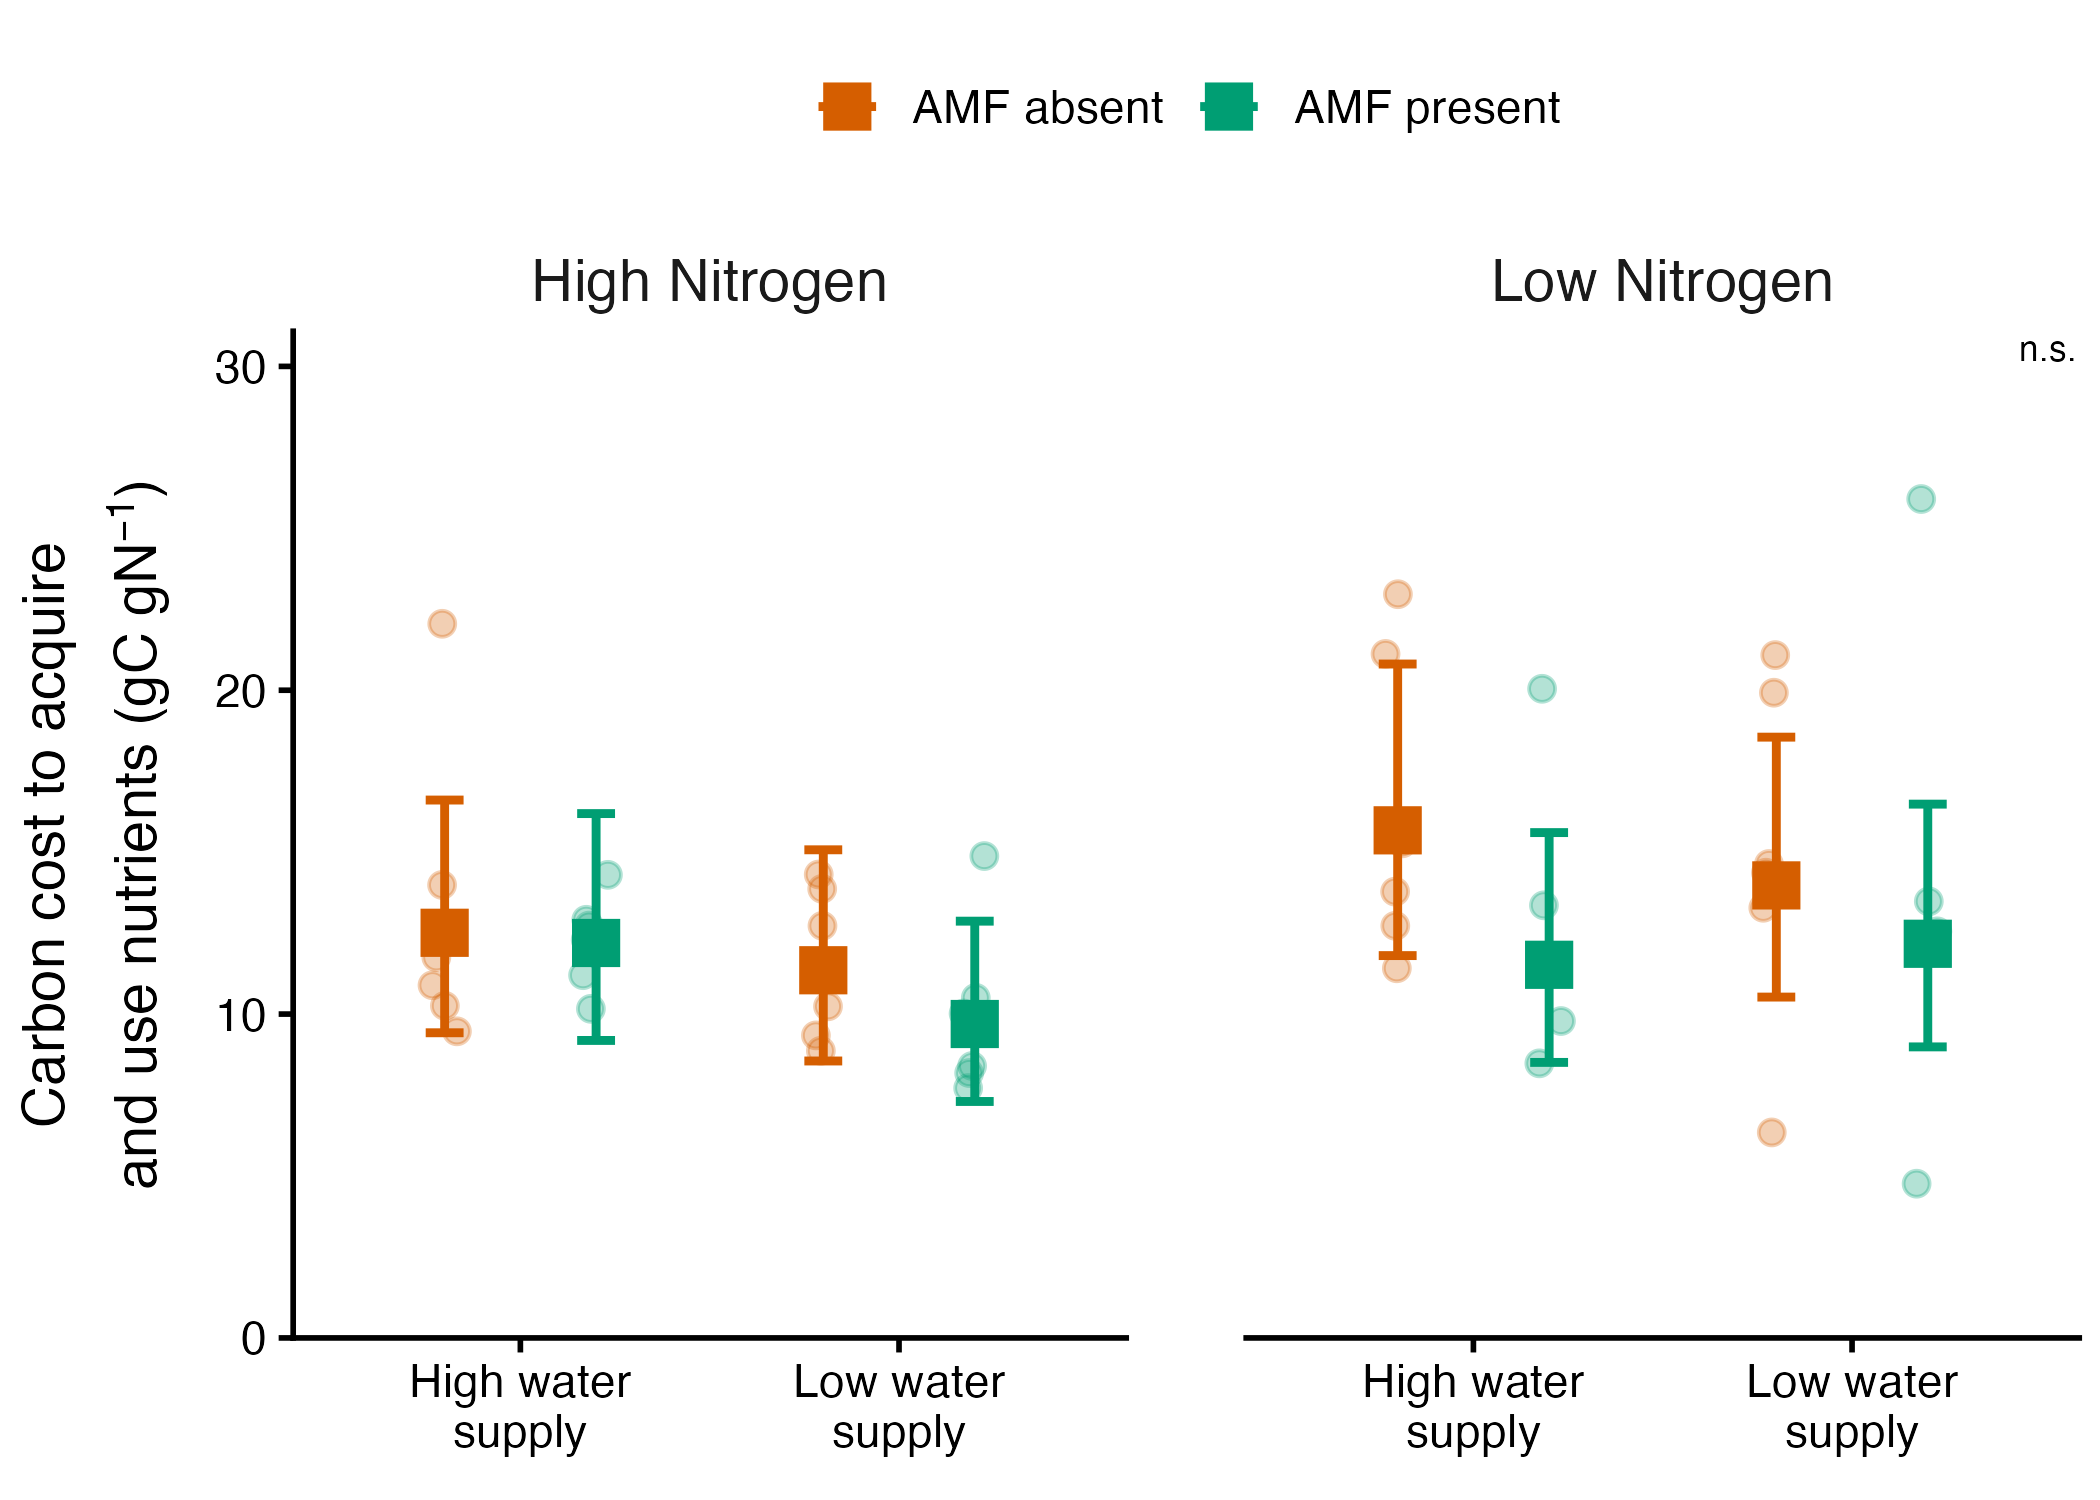 AMF absent AMF present
High Nitrogen Low Nitrogen
n.s.
Carbon cost to acquire
and use nutrients (gC gN⁻¹)
30
20
10
0
High water
supply
Low water
supply
High water
supply
Low water
supply